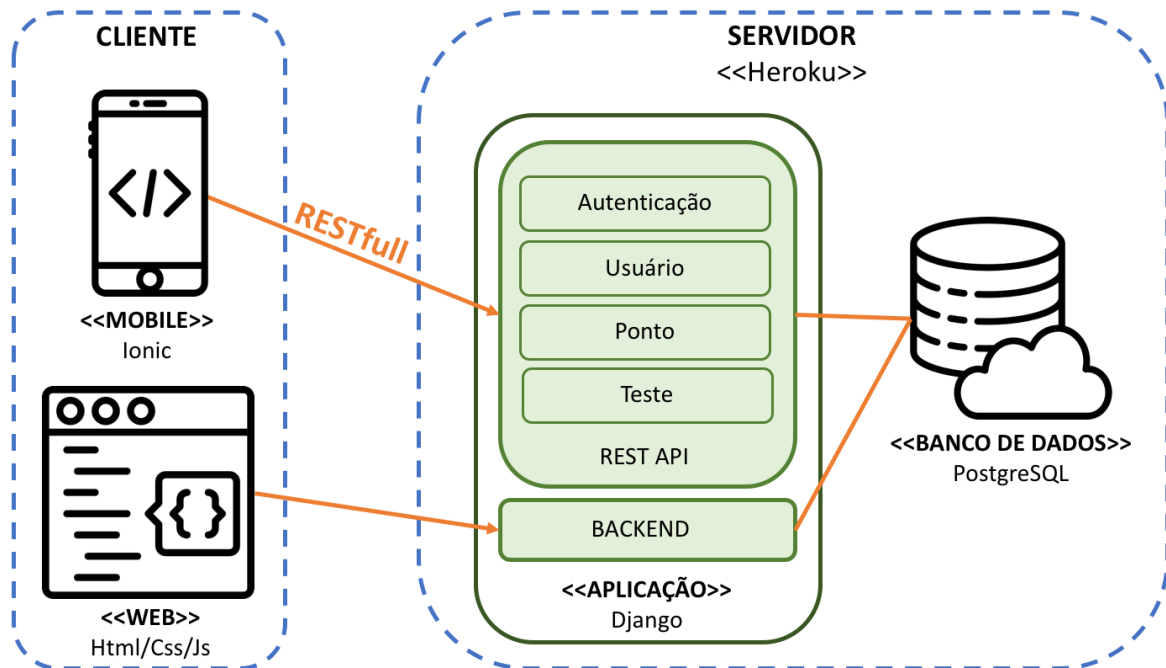 CLIENTE
</>
<<MOBILE>>
Ionic
{}
<<WEB>>
Html/Css/Js
RESTfull
SERVIDOR
<<Heroku>>
Autenticação
Usuário
Ponto
Teste
REST API
BACKEND
<<APLICAÇÃO>>
Django
<<BANCO DE DADOS>>
PostgreSQL